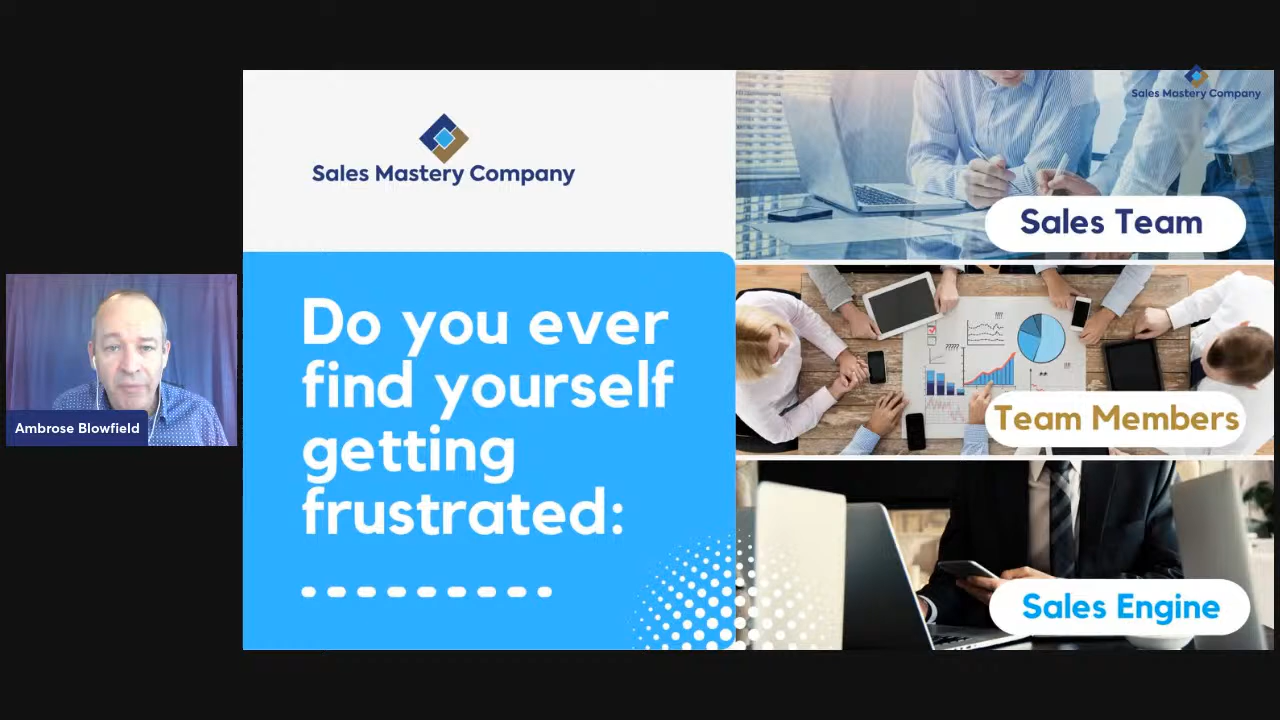 Sales Mastery Company
Sales Mastery Company
Sales Team
Do you ever
find yourself
getting
frustrated:
Team Members
Ambrose Blowfield
Sales Engine